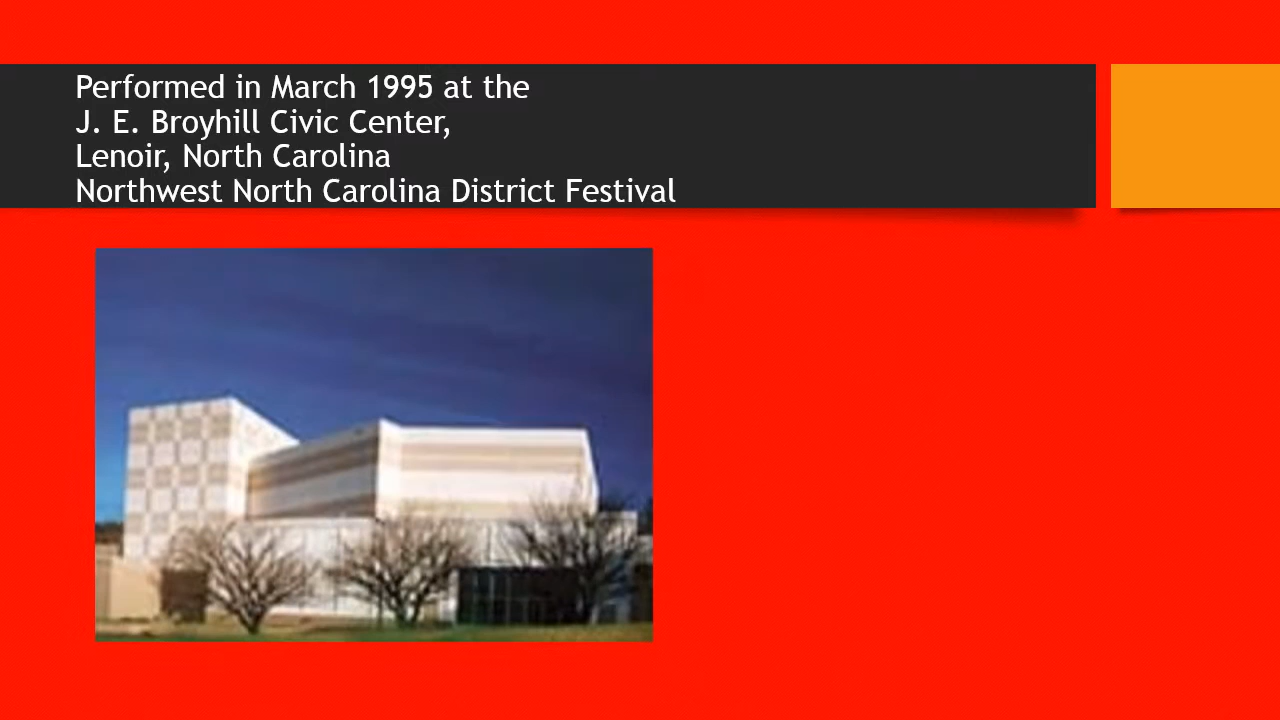 Performed in March 1995 at the
J. E. Broyhill Civic Center,
Lenoir, North Carolina
Northwest North Carolina District Festival